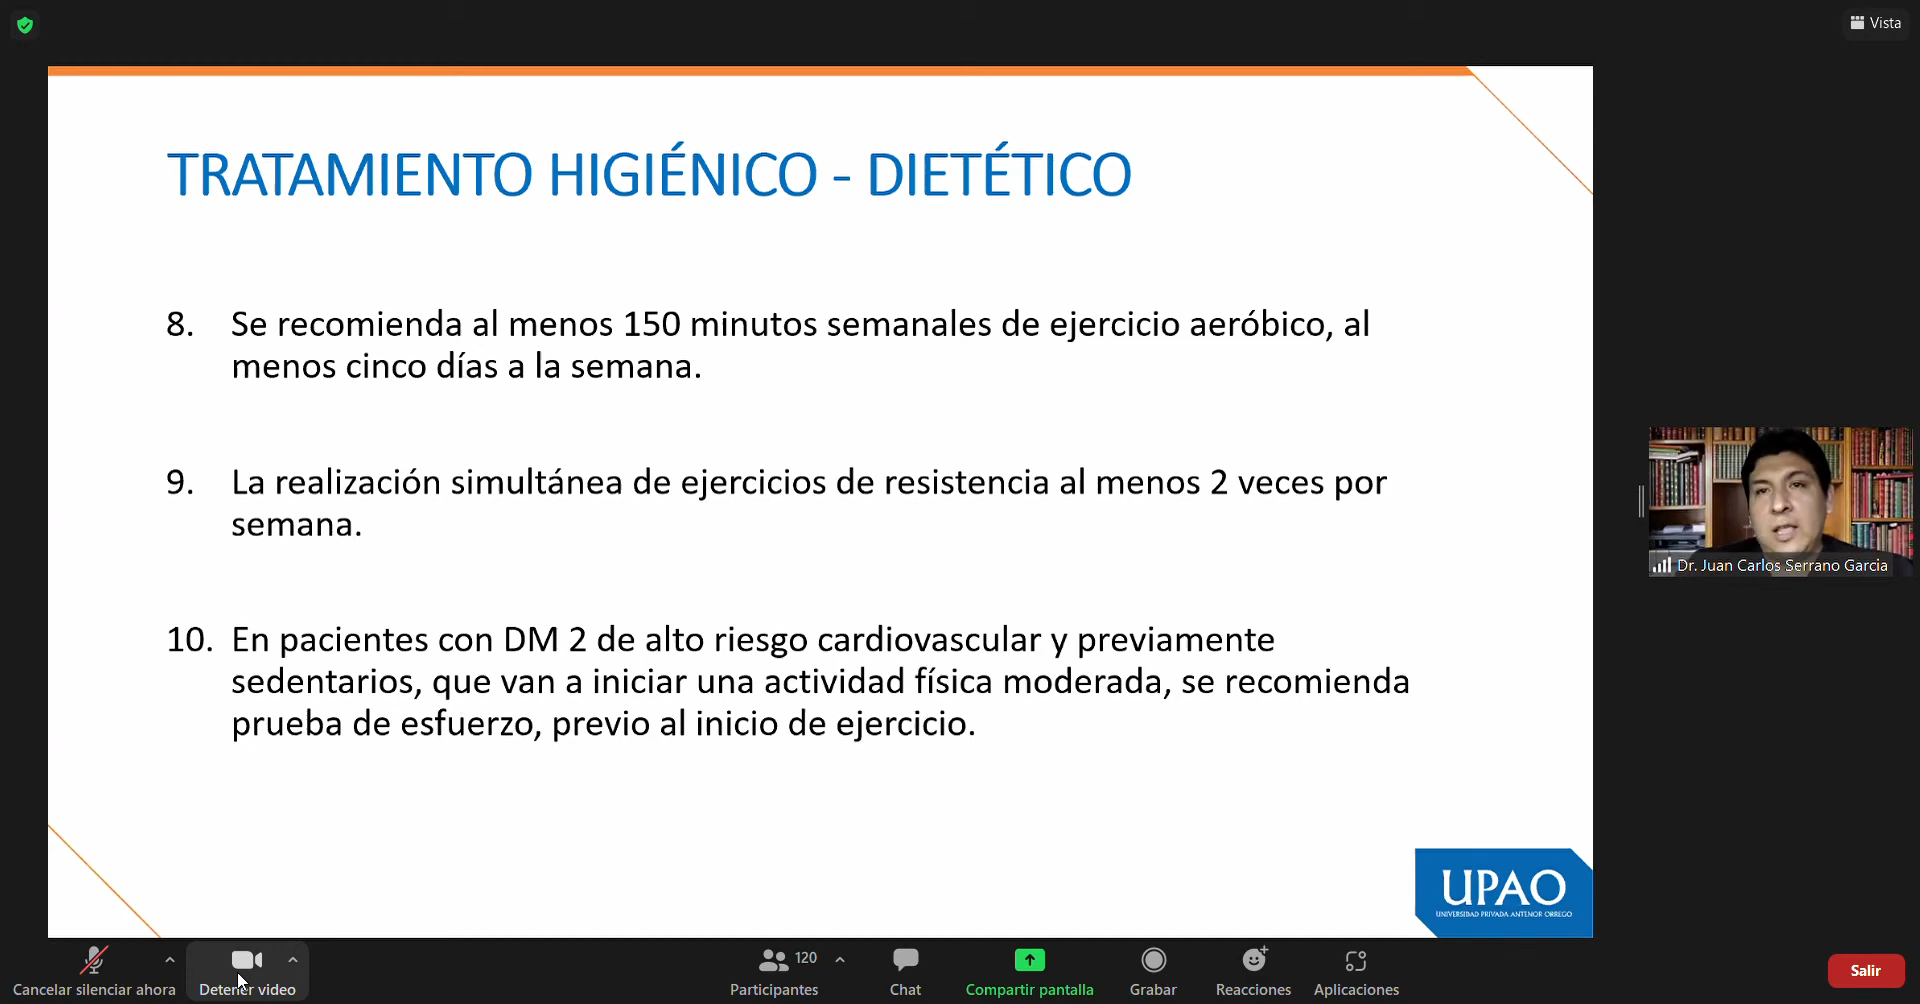 Vista
TRATAMIENTO HIGIÉNICO - DIETÉTICO
8. Se recomienda al menos 150 minutos semanales de ejercicio aeróbico, al
menos cinco días a la semana.
9. La realización simultánea de ejercicios de resistencia al menos 2 veces por
semana.
10. En pacientes con DM 2 de alto riesgo cardiovascular y previamente
sedentarios, que van a iniciar una actividad física moderada, se recomienda
prueba de esfuerzo, previo al inicio de ejercicio.
Dr. Juan Carlos Serrano Garcia
UPAO
UNIVERSIDAD PRIVADA ANTENOR ORREGO
Cancelar silenciar ahora
Detener video
120
Participantes
Chat
Compartir pantalla
Grabar
Reacciones
Aplicaciones
Salir